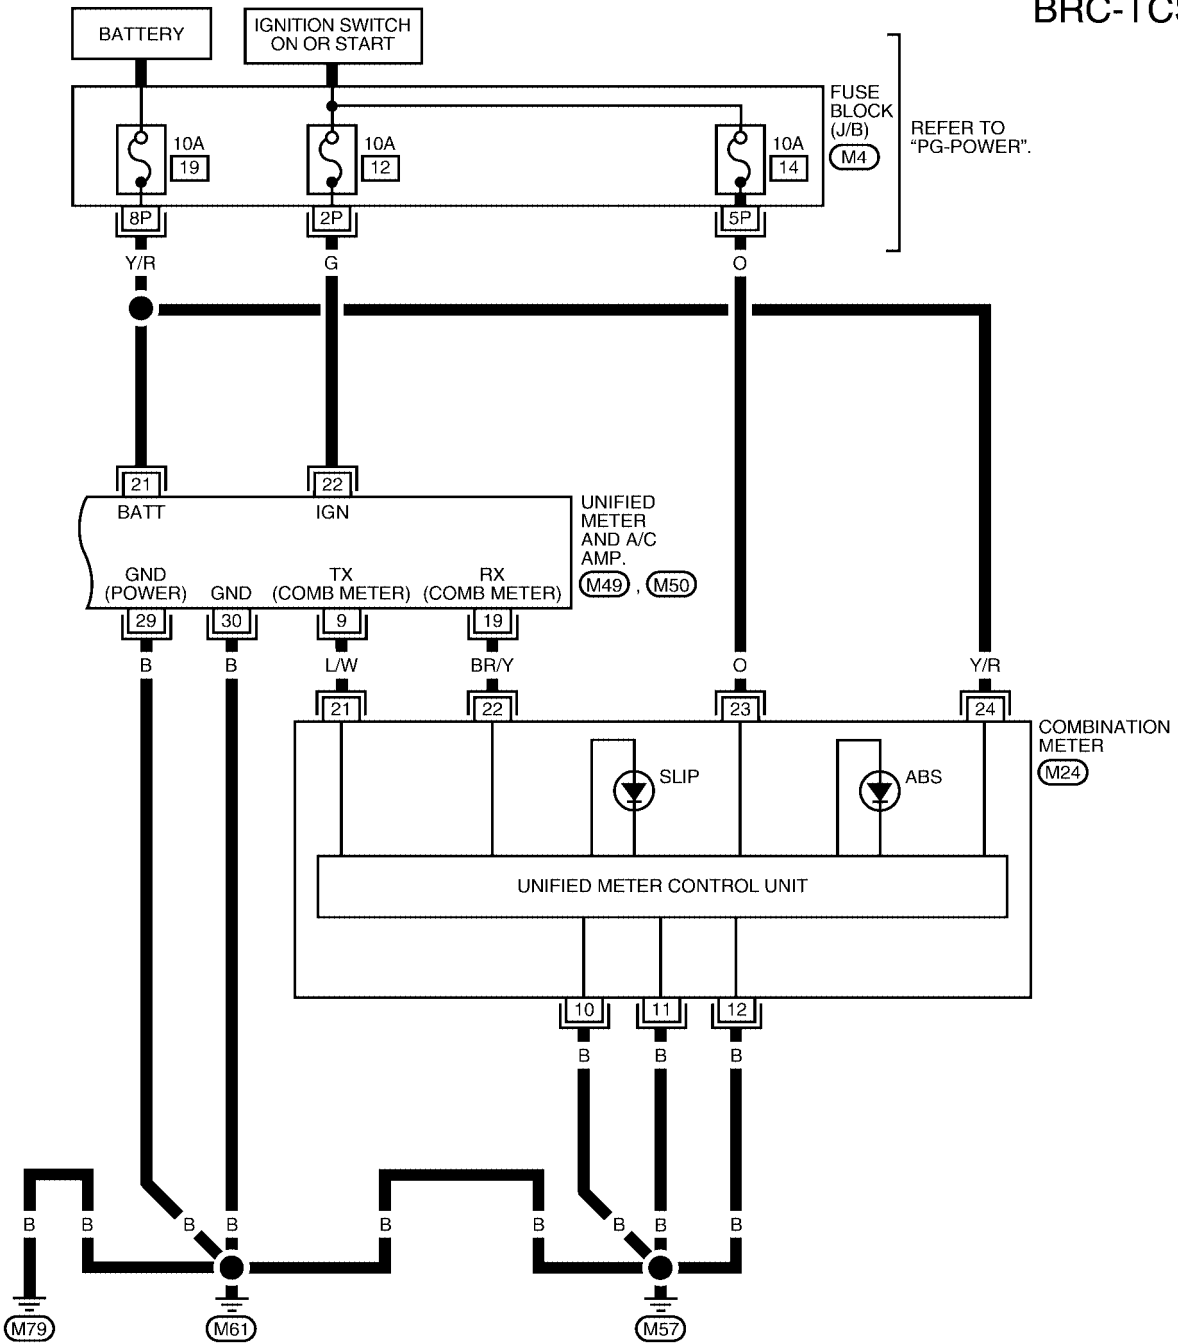 BRC-TC5
BATTERY
IGNITION SWITCH
ON OR START
FUSE
BLOCK
(J/B)
M4
REFER TO
“PG-POWER”.
10A
19
10A
12
10A
14
8P
2P
5P
Y/R
G
O
21
22
BATT
IGN
UNIFIED
METER
AND A/C
AMP.
M49 , M50
GND
(POWER)
GND
TX
(COMB METER)
RX
(COMB METER)
29
30
9
19
B
B
L/W
BR/Y
O
Y/R
21
22
23
24
COMBINATION
METER
M24
SLIP
ABS
UNIFIED METER CONTROL UNIT
10
11
12
B
B
B
B
B
B
B
B
B
B
B
B
M79
M61
M57